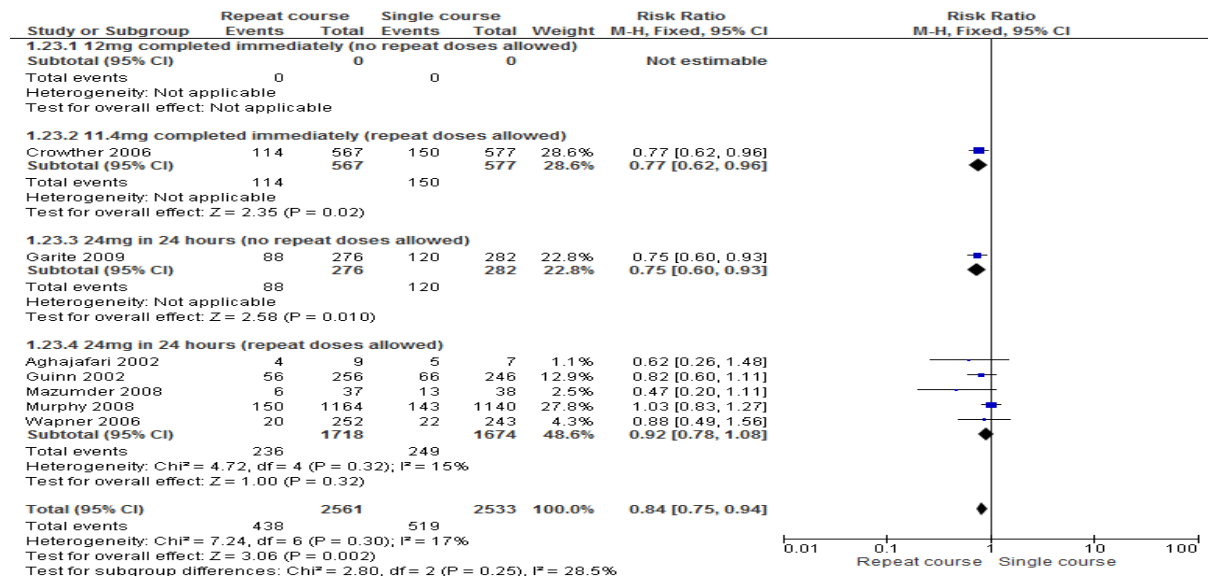 Repeat course Single course Risk Ratio Risk Ratio
Study or Subgroup Events Total Events Total Weight M-H, Fixed, 95% CI M-H, Fixed, 95% CI
1.23.1 12mg completed immediately (no repeat doses allowed)
Subtotal (95% CI) 0 0 Not estimable
Total events 0 0
Heterogeneity: Not applicable
Test for overall effect: Not applicable
1.23.2 11.4mg completed immediately (repeat doses allowed)
Crowther 2006 114 567 150 577 28.6% 0.77 [0.62, 0.96]
Subtotal (95% CI) 567 577 28.6% 0.77 [0.62, 0.96]
Total events 114 150
Heterogeneity: Not applicable
Test for overall effect: Z = 2.35 (P = 0.02)
1.23.3 24mg in 24 hours (no repeat doses allowed)
Garite 2009 88 276 120 282 22.8% 0.75 [0.60, 0.93]
Subtotal (95% CI) 276 282 22.8% 0.75 [0.60, 0.93]
Total events 88 120
Heterogeneity: Not applicable
Test for overall effect: Z = 2.58 (P = 0.010)
1.23.4 24mg in 24 hours (repeat doses allowed)
Aghajafari 2002 4 9 5 7 1.1% 0.62 [0.26, 1.48]
Guinn 2002 56 256 66 246 12.9% 0.82 [0.60, 1.11]
Mazumder 2008 6 37 13 38 2.5% 0.47 [0.20, 1.11]
Murphy 2008 150 1164 143 1140 27.8% 1.03 [0.83, 1.27]
Wapner 2006 20 252 22 243 4.3% 0.88 [0.49, 1.56]
Subtotal (95% CI) 1718 1674 48.6% 0.92 [0.78, 1.08]
Total events 236 249
Heterogeneity: Chi² = 4.72, df = 4 (P = 0.32); I² = 15%
Test for overall effect: Z = 1.00 (P = 0.32)
Total (95% CI) 2561 2533 100.0% 0.84 [0.75, 0.94]
Total events 438 519
Heterogeneity: Chi² = 7.24, df = 6 (P = 0.30); I² = 17%
Test for overall effect: Z = 3.06 (P = 0.002)
Test for subgroup differences: Chi² = 2.80, df = 2 (P = 0.25), I² = 28.5%
0.01 0.1 1 10 100
Repeat course Single course